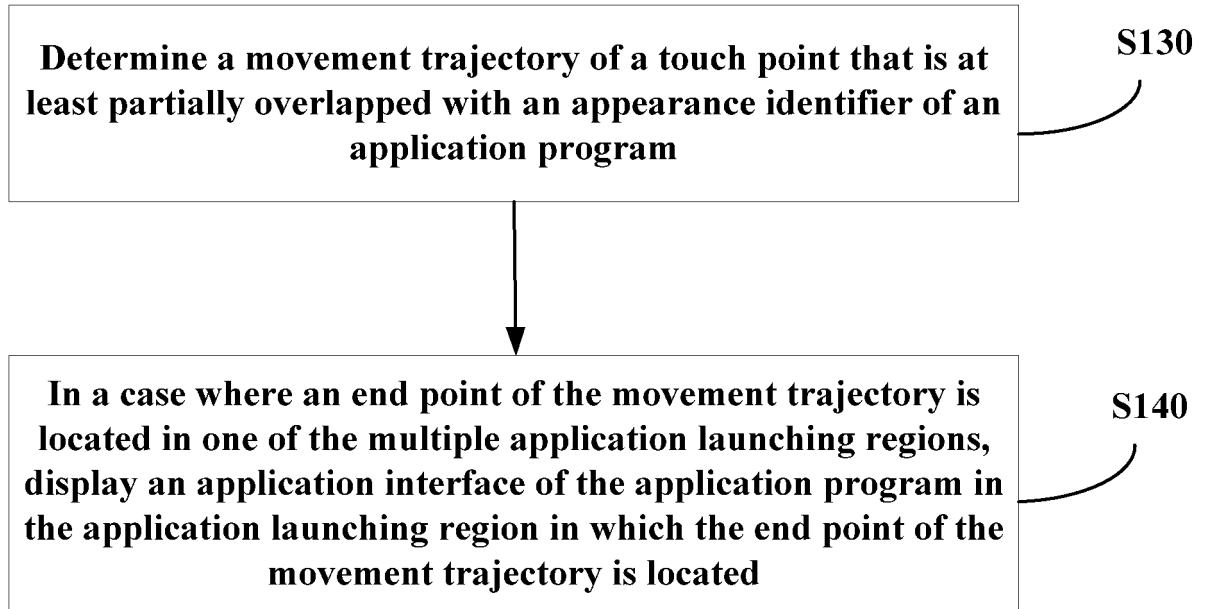 Determine a movement trajectory of a touch point that is at
least partially overlapped with an appearance identifier of an
application program
S130
In a case where an end point of the movement trajectory is
located in one of the multiple application launching regions,
display an application interface of the application program in
the application launching region in which the end point of the
movement trajectory is located
S140